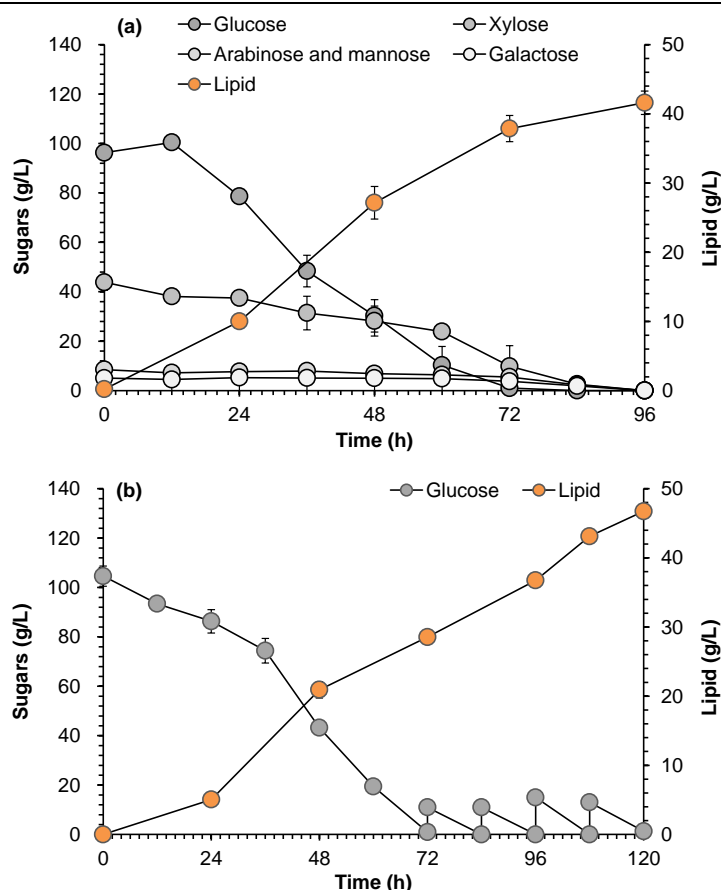 (a)
Glucose
Xylose
Arabinose and mannose
Galactose
Lipid
140
120
100
80
60
40
20
0
Sugars (g/L)
50
40
30
20
10
0
Lipid (g/L)
0 24 48 72 96
Time (h)
(b)
Glucose
Lipid
140
120
100
80
60
40
20
0
Sugars (g/L)
50
40
30
20
10
0
Lipid (g/L)
0 24 48 72 96 120
Time (h)